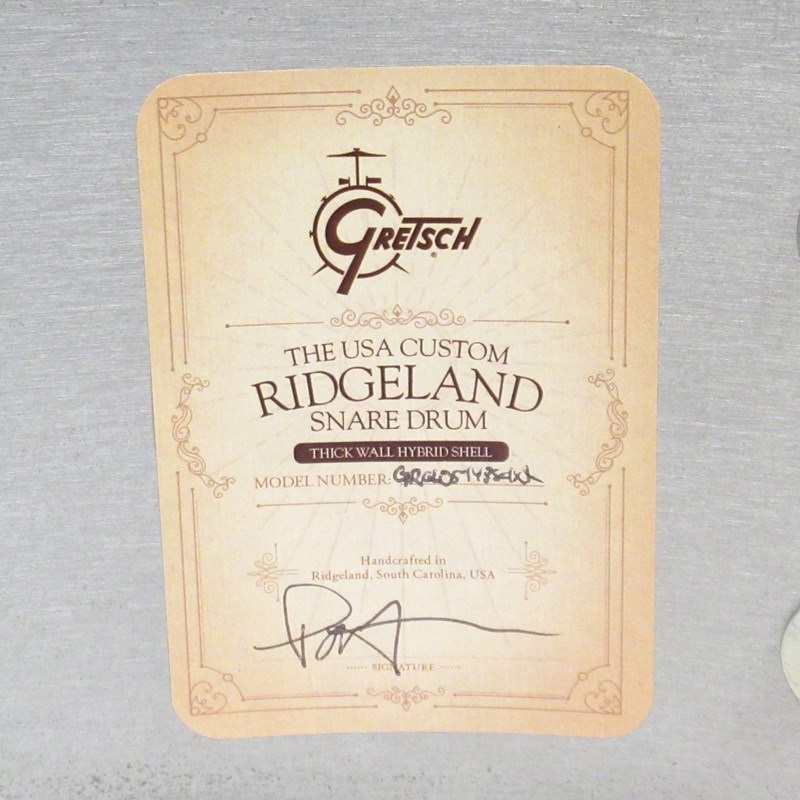 GRETSCH
®
THE USA CUSTOM
RIDGELAND
SNARE DRUM
THICK WALL HYBRID SHELL
MODEL NUMBER:
Handcrafted in
Ridgeland, South Carolina, USA
SIGNATURE